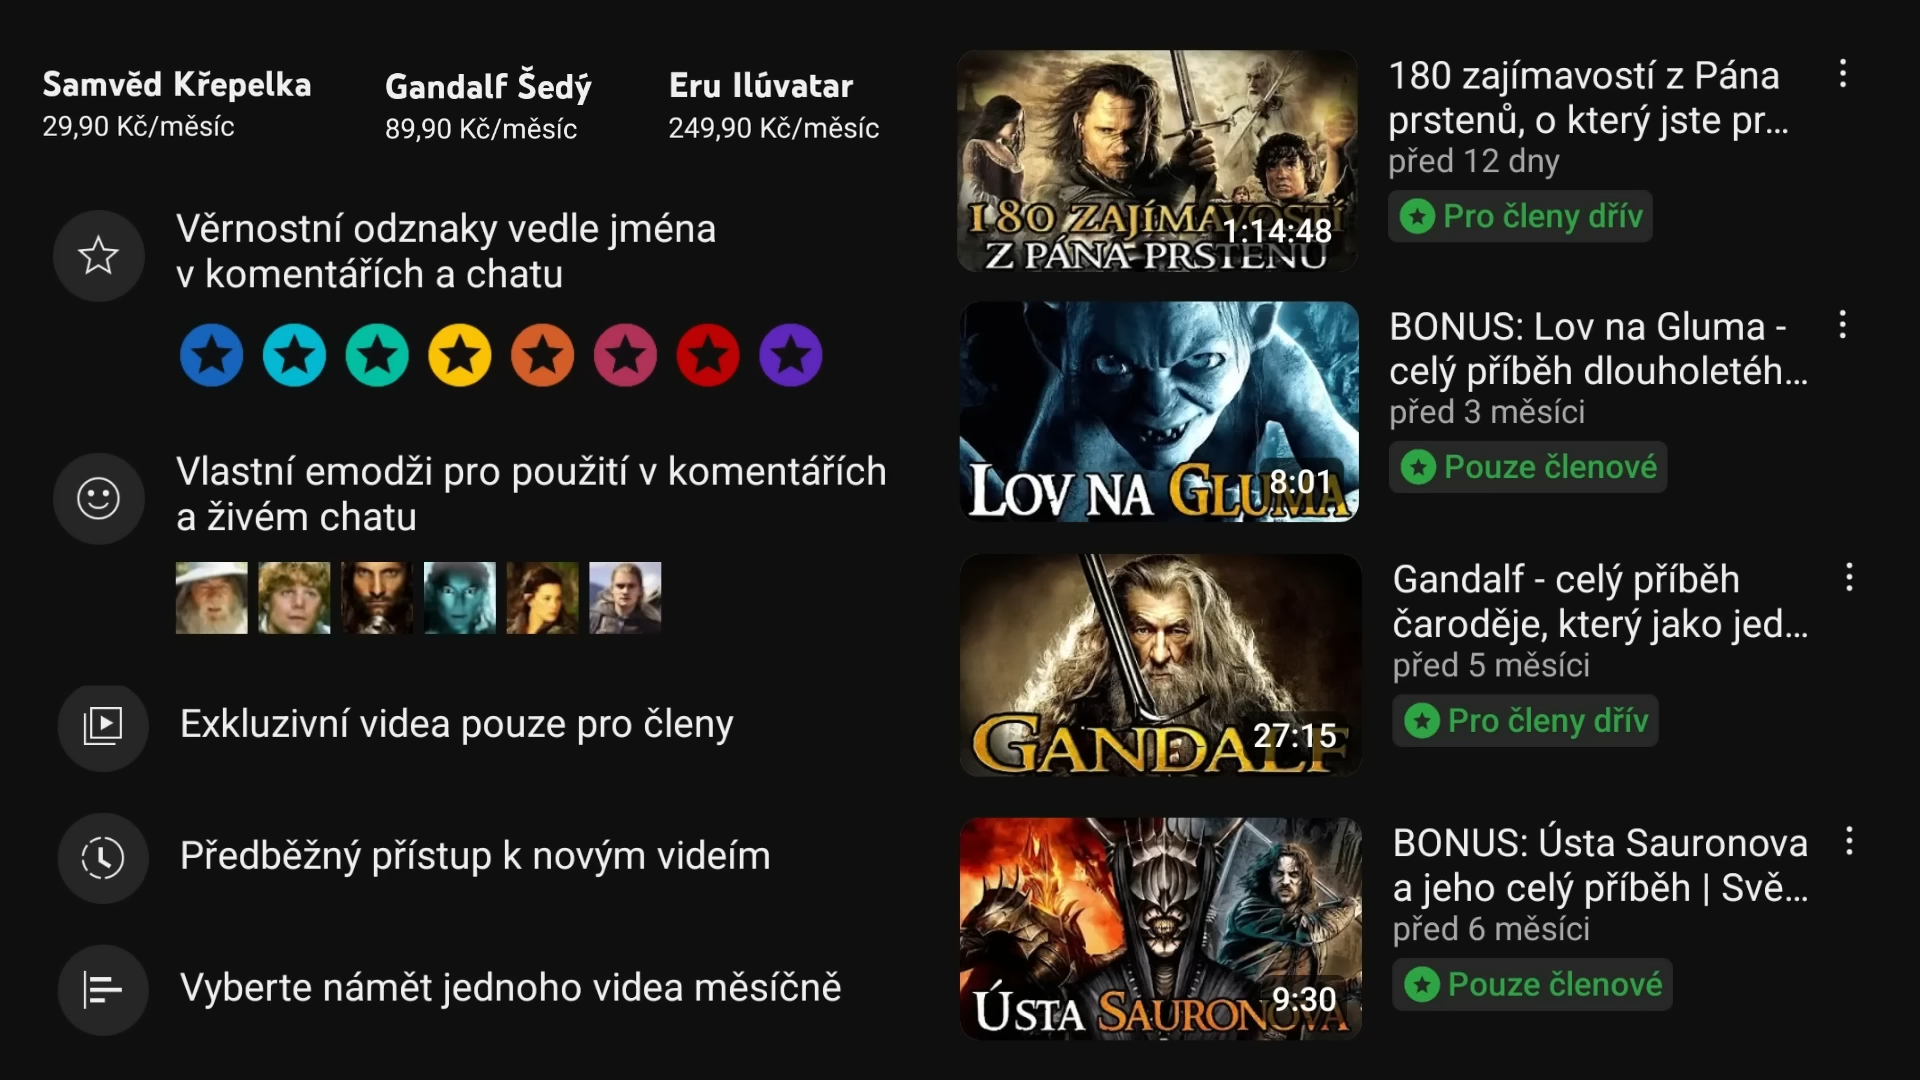 Samvěd Křepelka
29,90 Kč/měsíc
Gandalf Šedý
89,90 Kč/měsíc
Eru Ilúvatar
249,90 Kč/měsíc
Věrnostní odznaky vedle jména
v komentářích a chatu
Vlastní emodži pro použití v komentářích
a živém chatu
Exkluzivní videa pouze pro členy
Předběžný přístup k novým videím
Vyberte námět jednoho videa měsíčně
180 ZAJÍMAVOSTÍ
Z PÁNA PRSTENŮ
1:14:48
180 zajímavostí z Pána
prstenů, o který jste pr...
před 12 dny
Pro členy dřív
LOV NA GLUMA
8:01
BONUS: Lov na Gluma -
celý příběh dlouholetéh...
před 3 měsíci
Pouze členové
GANDALF
27:15
Gandalf - celý příběh
čaroděje, který jako jed...
před 5 měsíci
Pro členy dřív
ÚSTA SAURONOVA
9:30
BONUS: Ústa Sauronova
a jeho celý příběh | Svě...
před 6 měsíci
Pouze členové